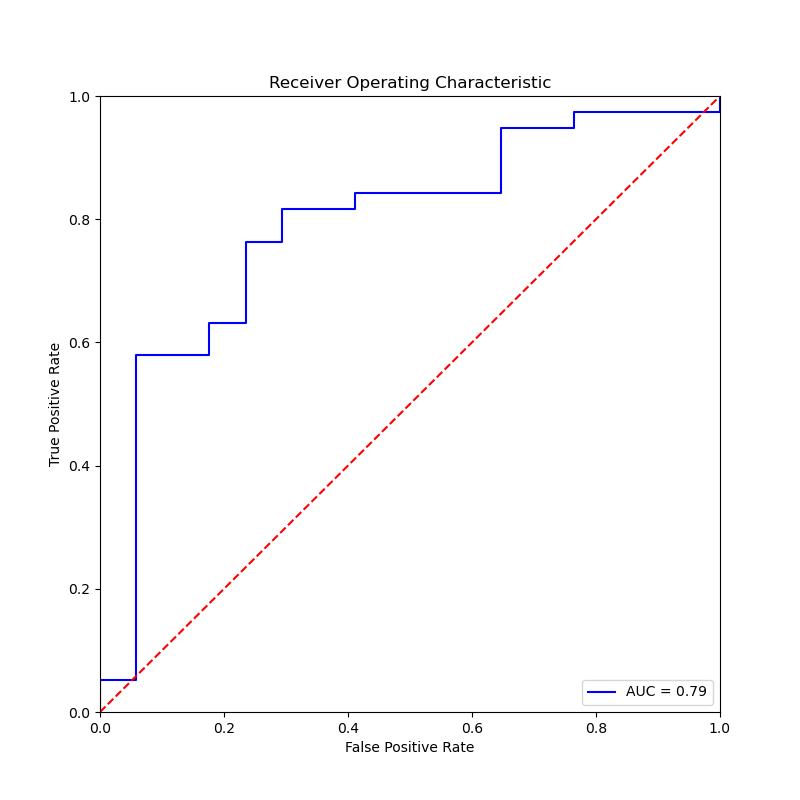 Receiver Operating Characteristic
True Positive Rate
1.0
0.8
0.6
0.4
0.2
0.0
AUC = 0.79
0.0 0.2 0.4 0.6 0.8 1.0
False Positive Rate